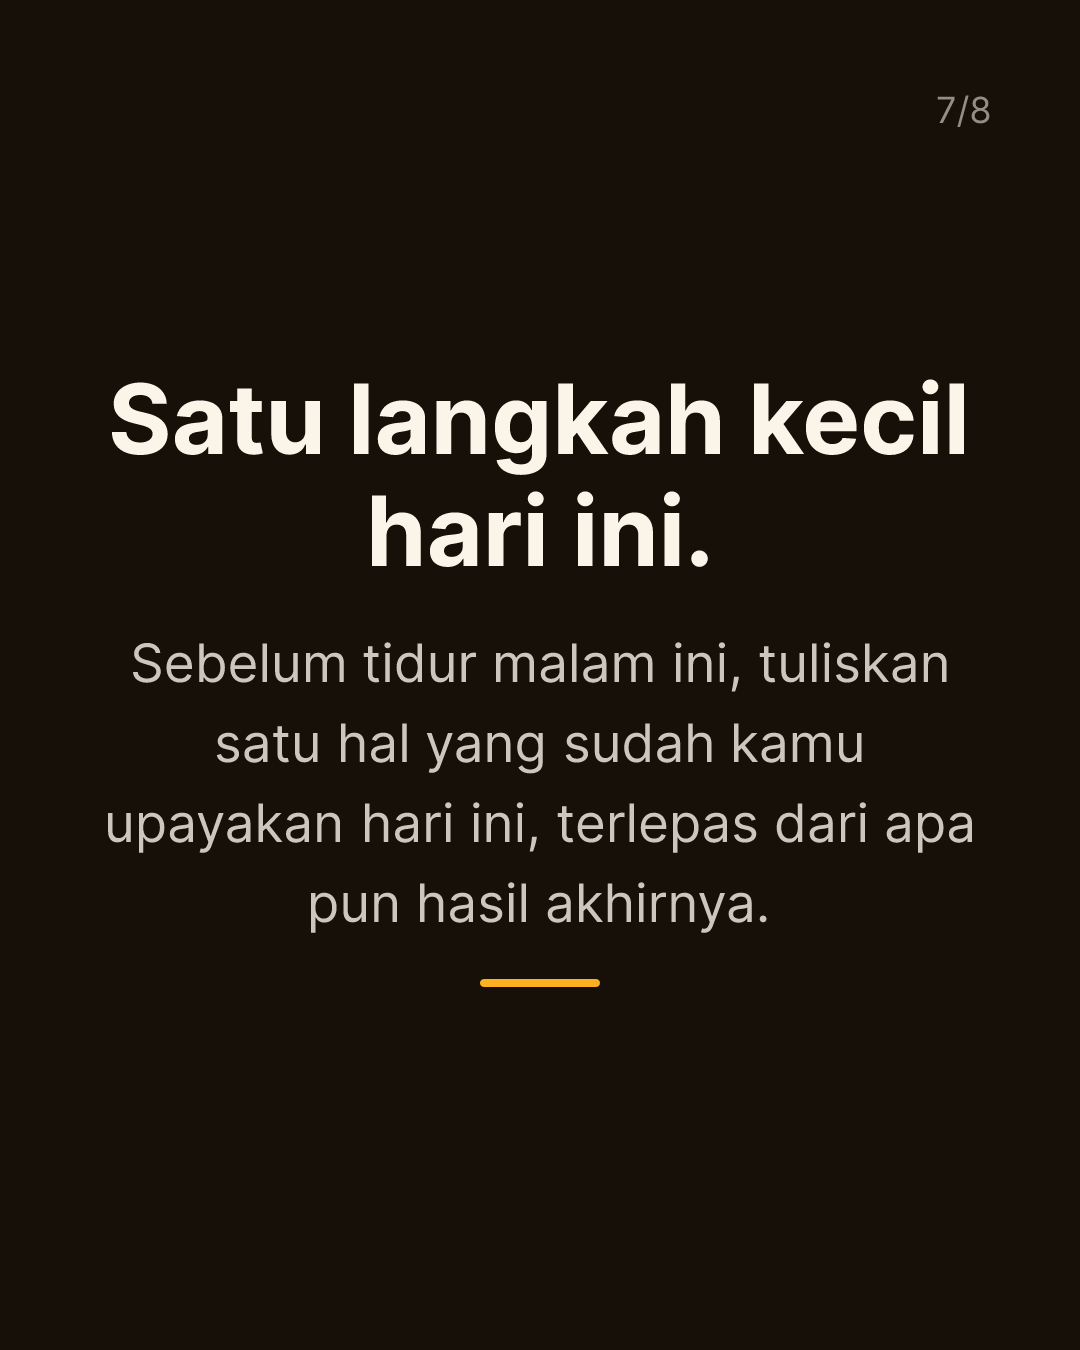 7/8
Satu langkah kecil
hari ini.
Sebelum tidur malam ini, tuliskan
satu hal yang sudah kamu
upayakan hari ini, terlepas dari apa
pun hasil akhirnya.